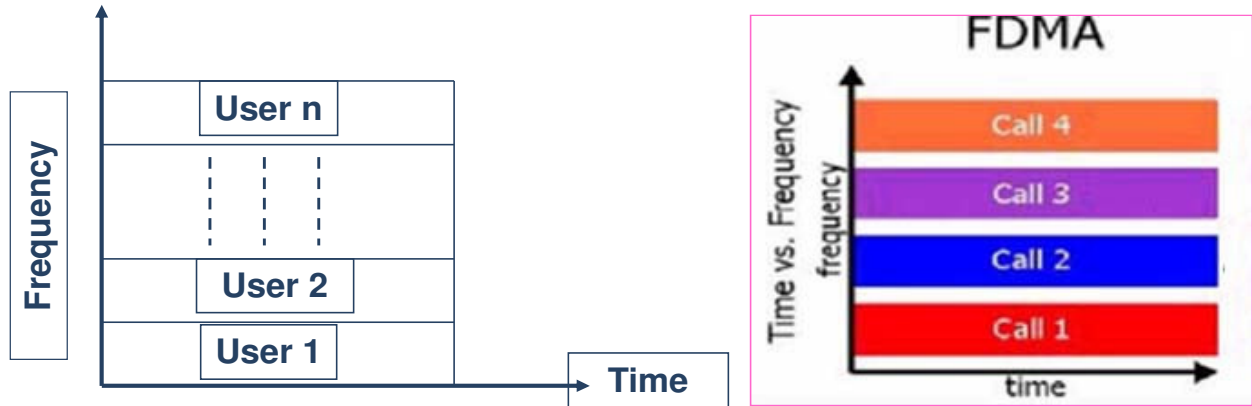 User n
Frequency
User 2
User 1
Time
FDMA
Time vs. Frequency
frequency
Call 4
Call 3
Call 2
Call 1
time